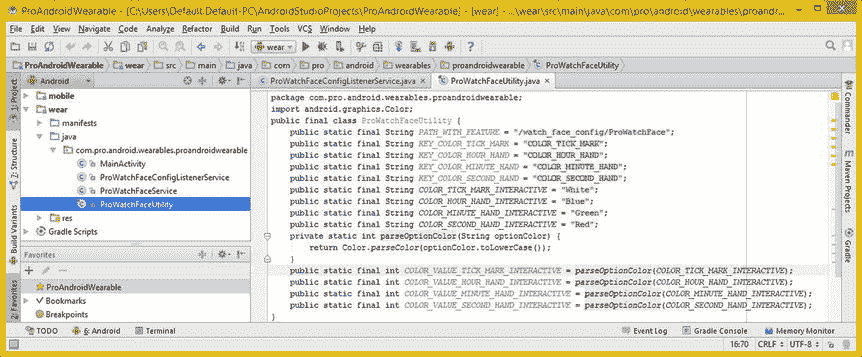 ProAndroidWearable - [C:\Users\Default.Default-PC\AndroidStudioProjects\ProAndroidWearable] - [wear] - ...\wear\src\main\java\com\pro\android\wearables\proandro...
File Edit View Navigate Code Analyze Refactor Build Run Tools VCS Window Help
wear
ProAndroidWearable wear src main java com pro android wearables proandroidwearable ProWatchFaceUtility
Android
ProWatchFaceConfigListenerService.java ProWatchFaceUtility.java
1: Project
Structure
Build Variants
2: Favorites
mobile
wear
manifests
java
com.pro.android.wearables.proandroidwearable
MainActivity
ProWatchFaceConfigListenerService
ProWatchFaceService
ProWatchFaceUtility
res
Gradle Scripts
Favorites
ProAndroidWearable
Bookmarks
Breakpoints
package com.pro.android.wearables.proandroidwearable;
import android.graphics.Color;
public final class ProWatchFaceUtility {
public static final String PATH_WITH_FEATURE = "/watch_face_config/ProWatchFace";
public static final String KEY_COLOR_TICK_MARK = "COLOR_TICK_MARK";
public static final String KEY_COLOR_HOUR_HAND = "COLOR_HOUR_HAND";
public static final String KEY_COLOR_MINUTE_HAND = "COLOR_MINUTE_HAND";
public static final String KEY_COLOR_SECOND_HAND = "COLOR_SECOND_HAND";
public static final String COLOR_TICK_MARK_INTERACTIVE = "White";
public static final String COLOR_HOUR_HAND_INTERACTIVE = "Blue";
public static final String COLOR_MINUTE_HAND_INTERACTIVE = "Green";
public static final String COLOR_SECOND_HAND_INTERACTIVE = "Red";
private static int parseOptionColor(String optionColor) {
return Color.parseColor(optionColor.toLowerCase());
}
public static final int COLOR_VALUE_TICK_MARK_INTERACTIVE = parseOptionColor(COLOR_TICK_MARK_INTERACTIVE);
public static final int COLOR_VALUE_HOUR_HAND_INTERACTIVE = parseOptionColor(COLOR_HOUR_HAND_INTERACTIVE);
public static final int COLOR_VALUE_MINUTE_HAND_INTERACTIVE = parseOptionColor(COLOR_MINUTE_HAND_INTERACTIVE);
public static final int COLOR_VALUE_SECOND_HAND_INTERACTIVE = parseOptionColor(COLOR_SECOND_HAND_INTERACTIVE);
}
Commander
Maven Projects
Gradle
TODO 6: Android Terminal Event Log Gradle Console Memory Monitor
16:70 CRLF UTF-8